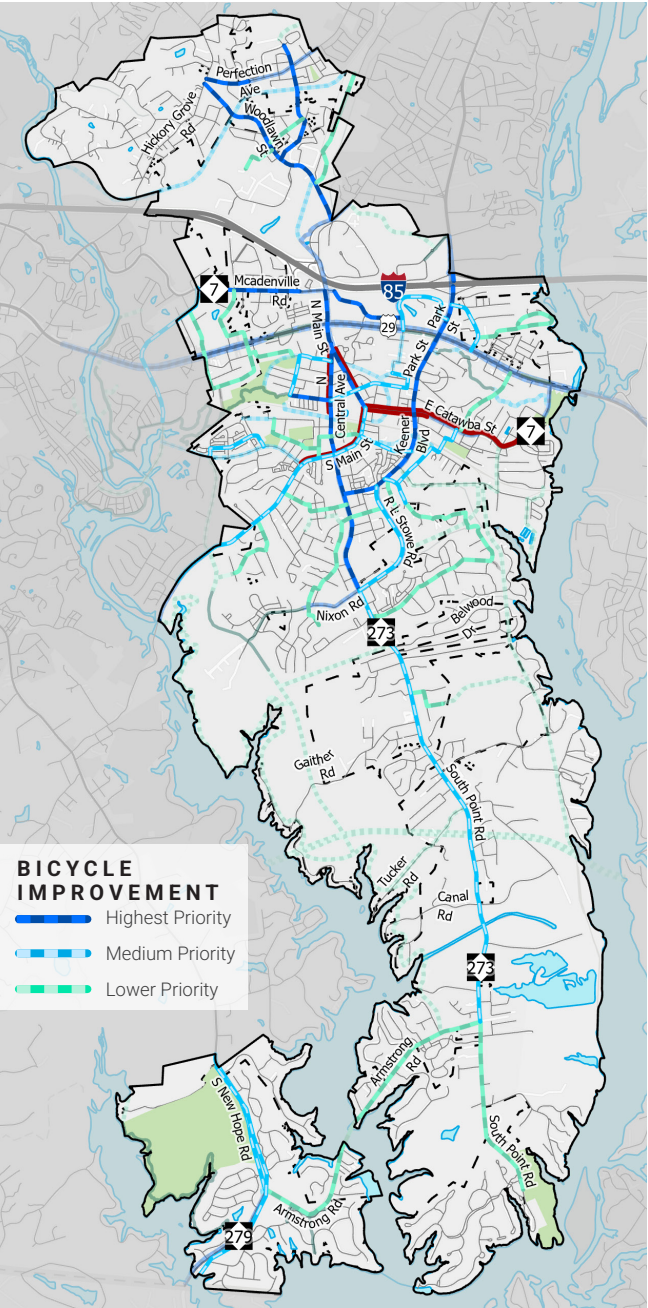 Perfection
Ave
Hickory Grove
Rd
Woodlawn
St
7
Mcadenville
Rd
85
29
N Main St
N
Central Ave
Park St
Park
St
E Catawba St
7
Keener
Blvd
S Main St
R L Stowe Rd
Nixon Rd
273
Belwood
Dr
Gaither
Rd
South Point Rd
Tucker
Rd
Canal
Rd
BICYCLE
IMPROVEMENT
Highest Priority
Medium Priority
Lower Priority
273
Armstrong
Rd
S New Hope Rd
South Point Rd
Armstrong Rd
279